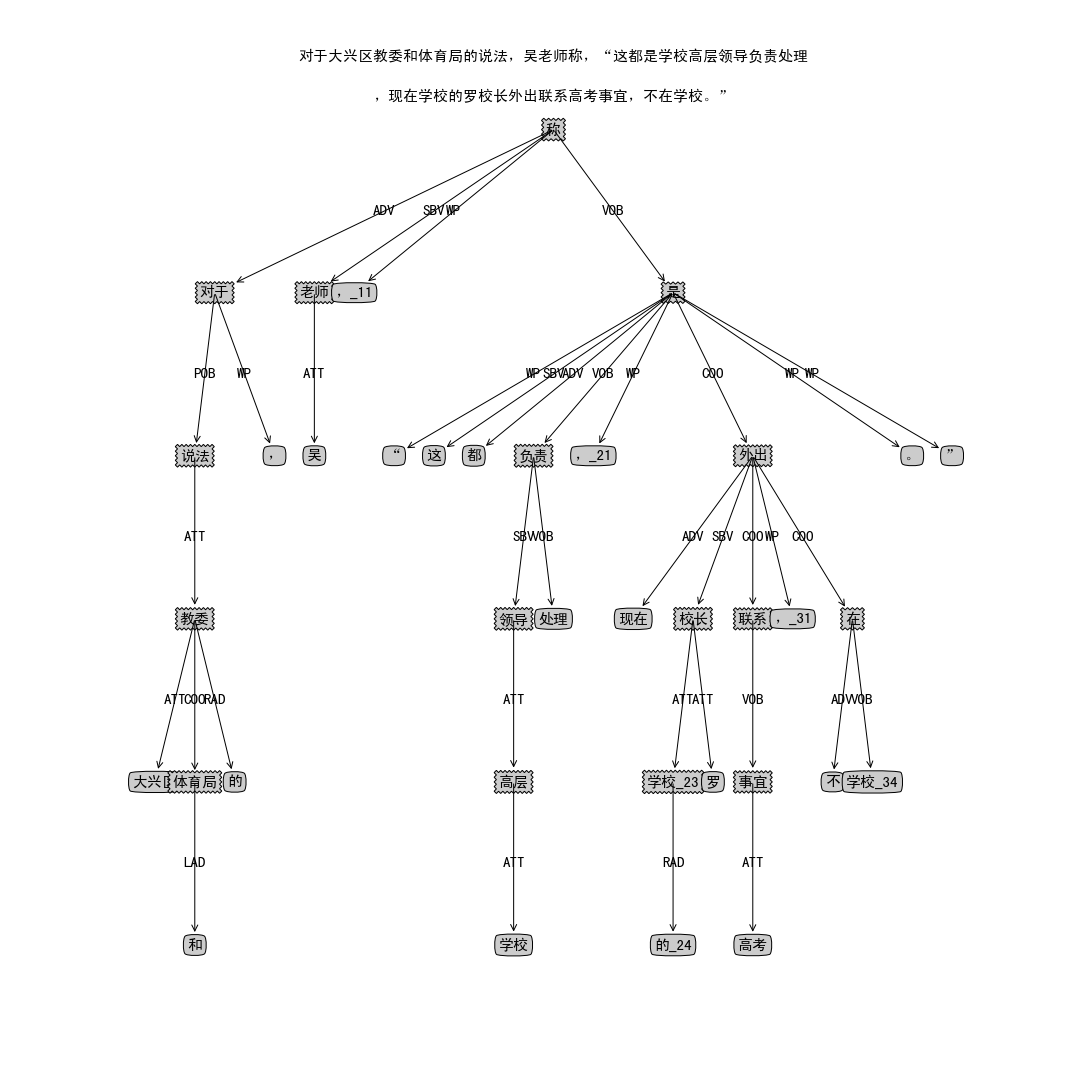 对于大兴区教委和体育局的说法，吴老师称，“这都是学校高层领导负责处理
，现在学校的罗校长外出联系高考事宜，不在学校。”
称
ADV SBV WP VOB
对于 老师 ，_11 是
POB WP ATT WP SBV ADV VOB WP COO WP WP
说法 ， 吴 “ 这 都 负责 ，_21 外出 。 ”
ATT SBV VOB ADV SBV COO WP COO
教委 领导 处理 现在 校长 联系 ，_31 在
ATT COO RAD ATT ATT ATT VOB ADV VOB
大兴区 体育局 的 高层 学校_23 罗 事宜 不 学校_34
LAD ATT RAD ATT
和 学校 的_24 高考